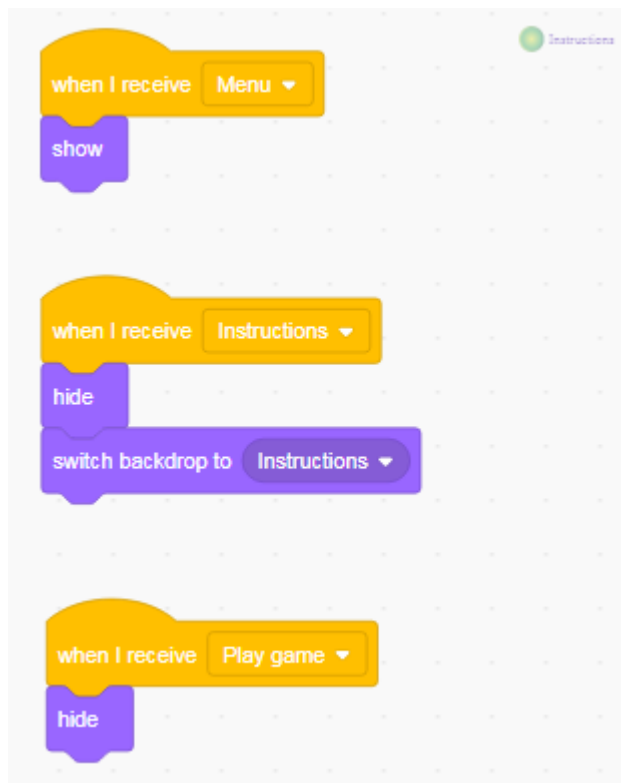 Instructions
when I receive Menu
show
when I receive Instructions
hide
switch backdrop to Instructions
when I receive Play game
hide